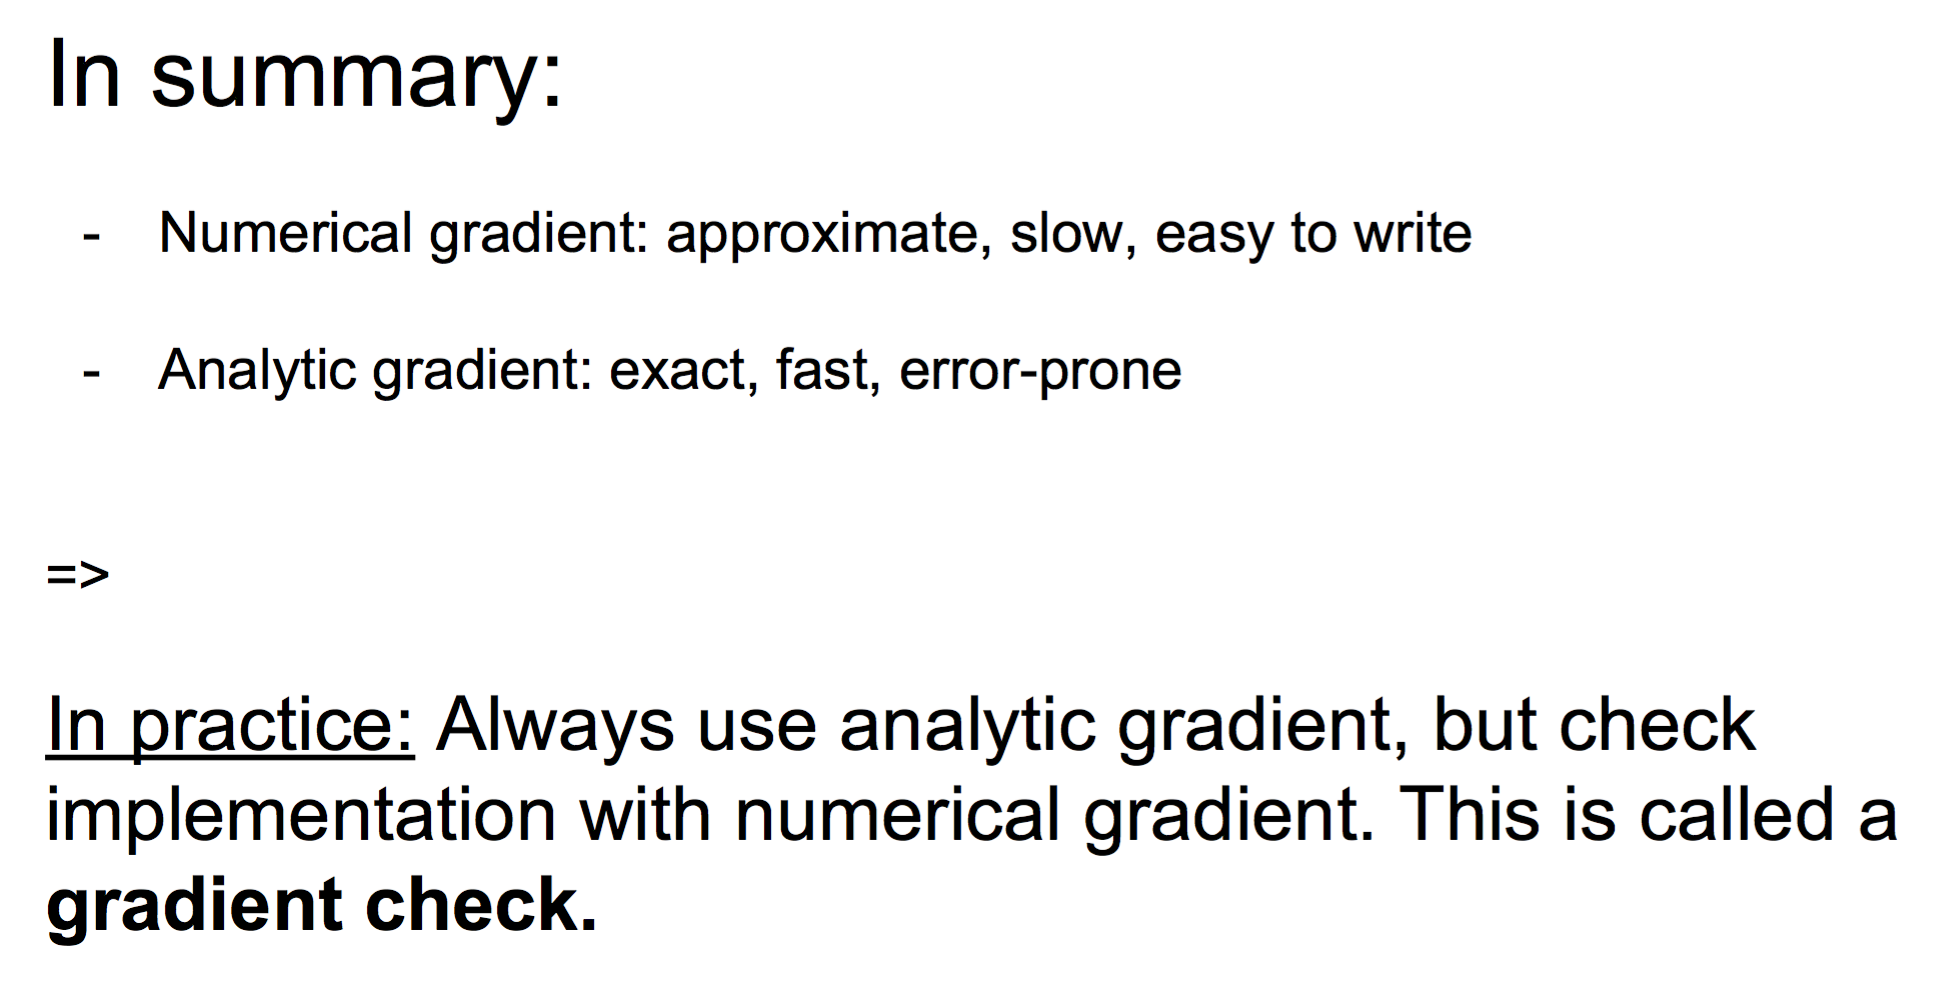 In summary:
- Numerical gradient: approximate, slow, easy to write
- Analytic gradient: exact, fast, error-prone
=>
In practice: Always use analytic gradient, but check
implementation with numerical gradient. This is called a
gradient check.